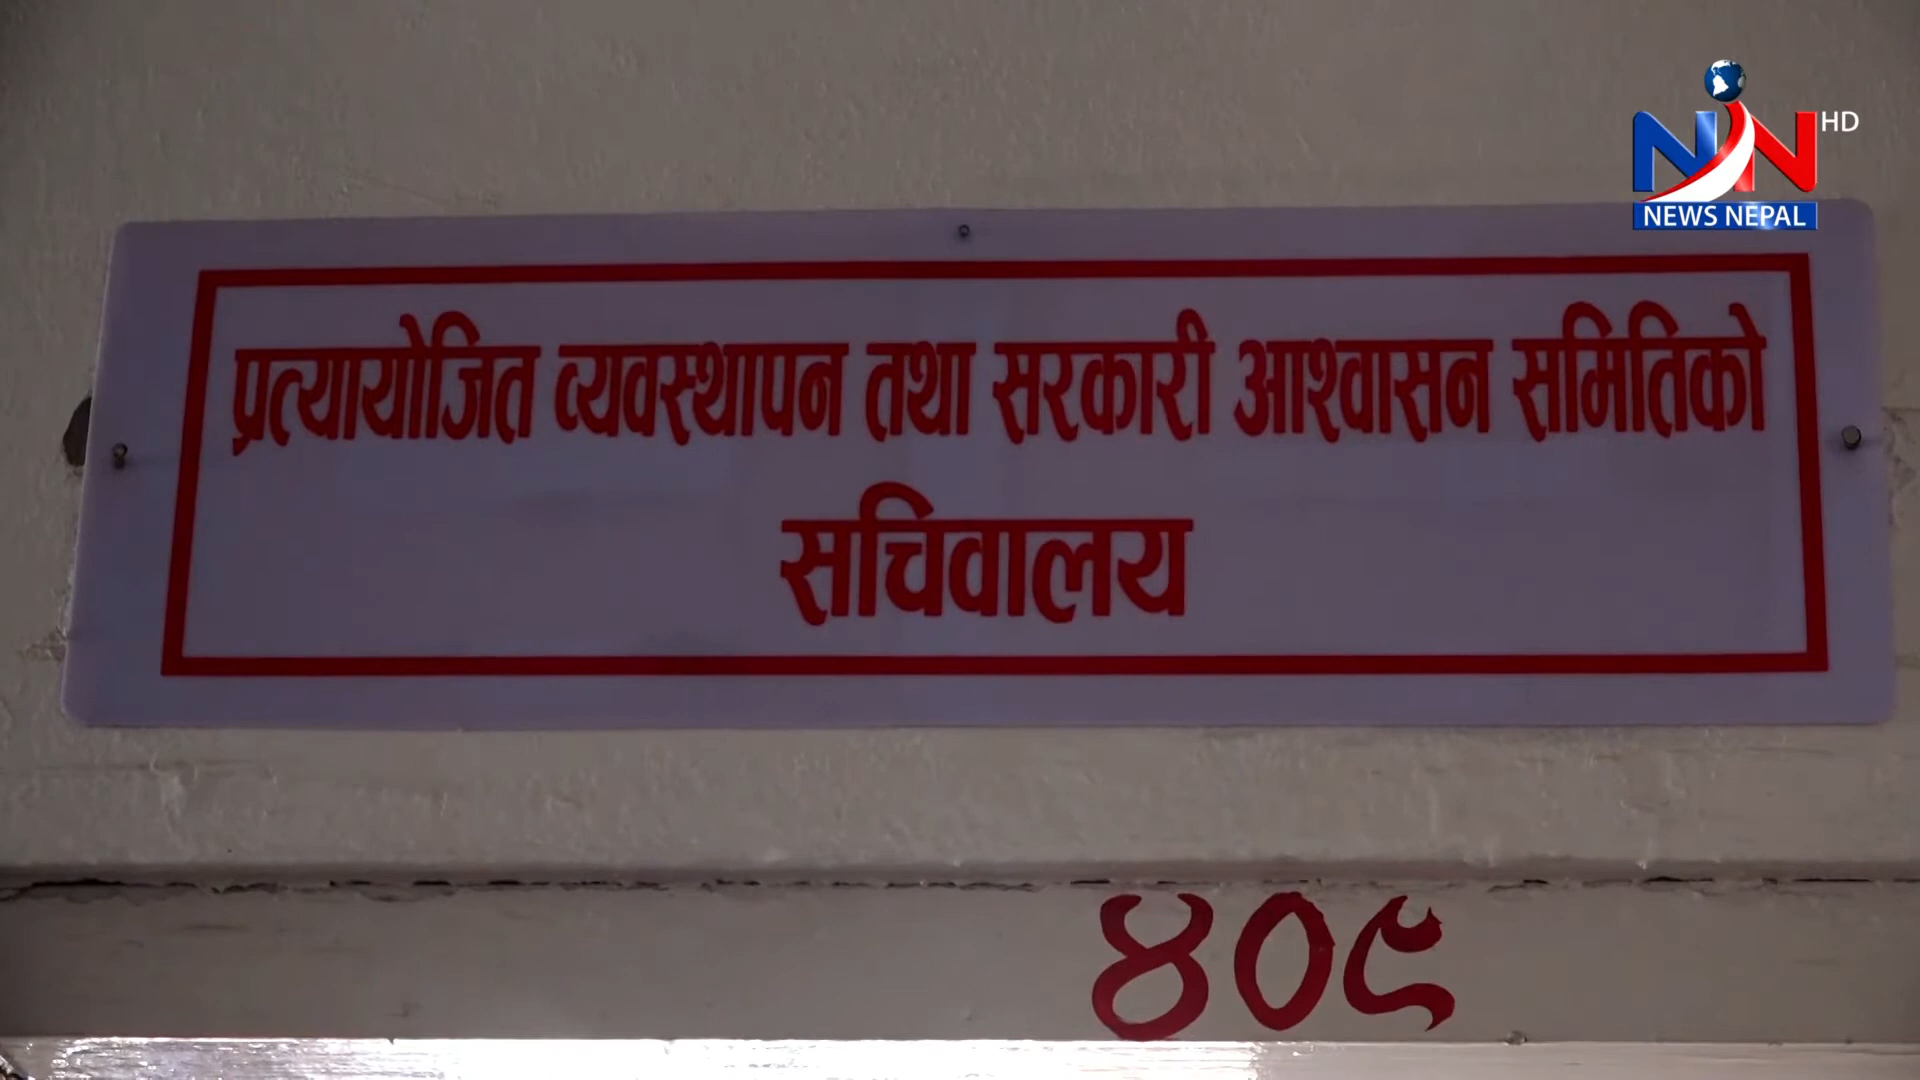 NN HD
NEWS NEPAL
प्रत्यायोजित व्यवस्थापन तथा सरकारी आश्वासन समितिको
सचिवालय
४०९